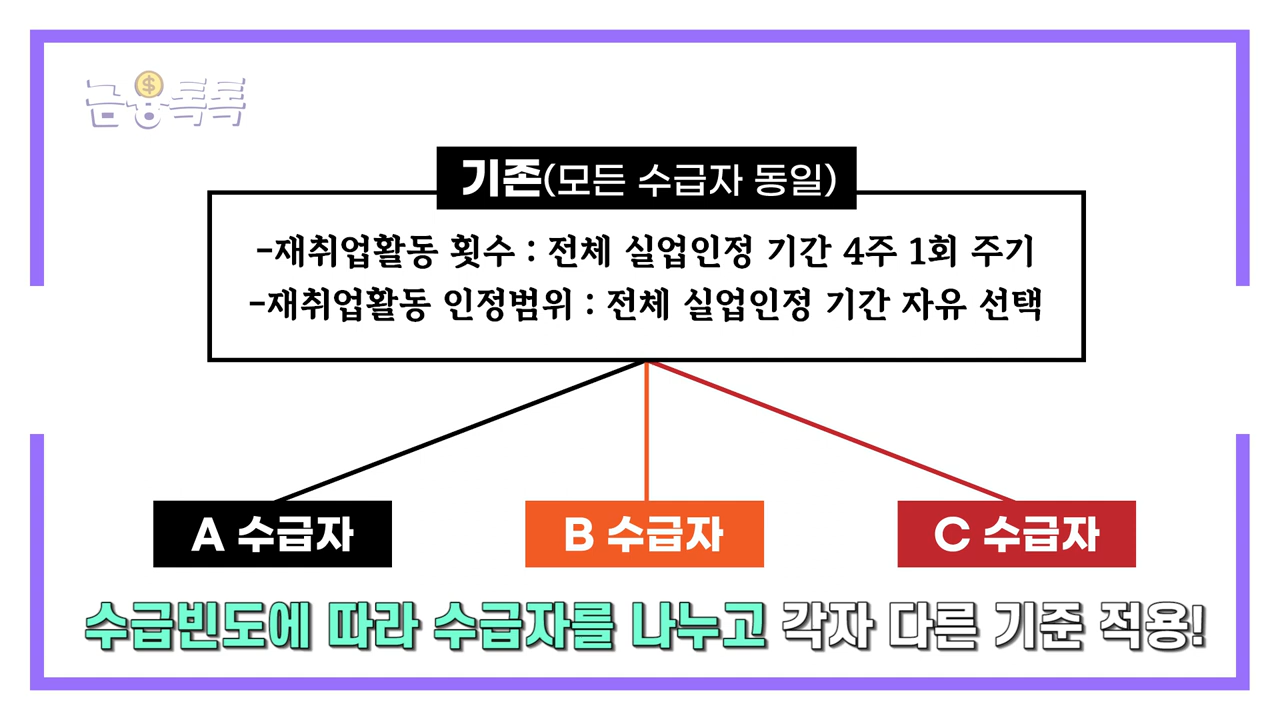 금융톡톡
기존(모든 수급자 동일)
-재취업활동 횟수 : 전체 실업인정 기간 4주 1회 주기
-재취업활동 인정범위 : 전체 실업인정 기간 자유 선택
A 수급자
B 수급자
C 수급자
수급빈도에 따라 수급자를 나누고 각자 다른 기준 적용!